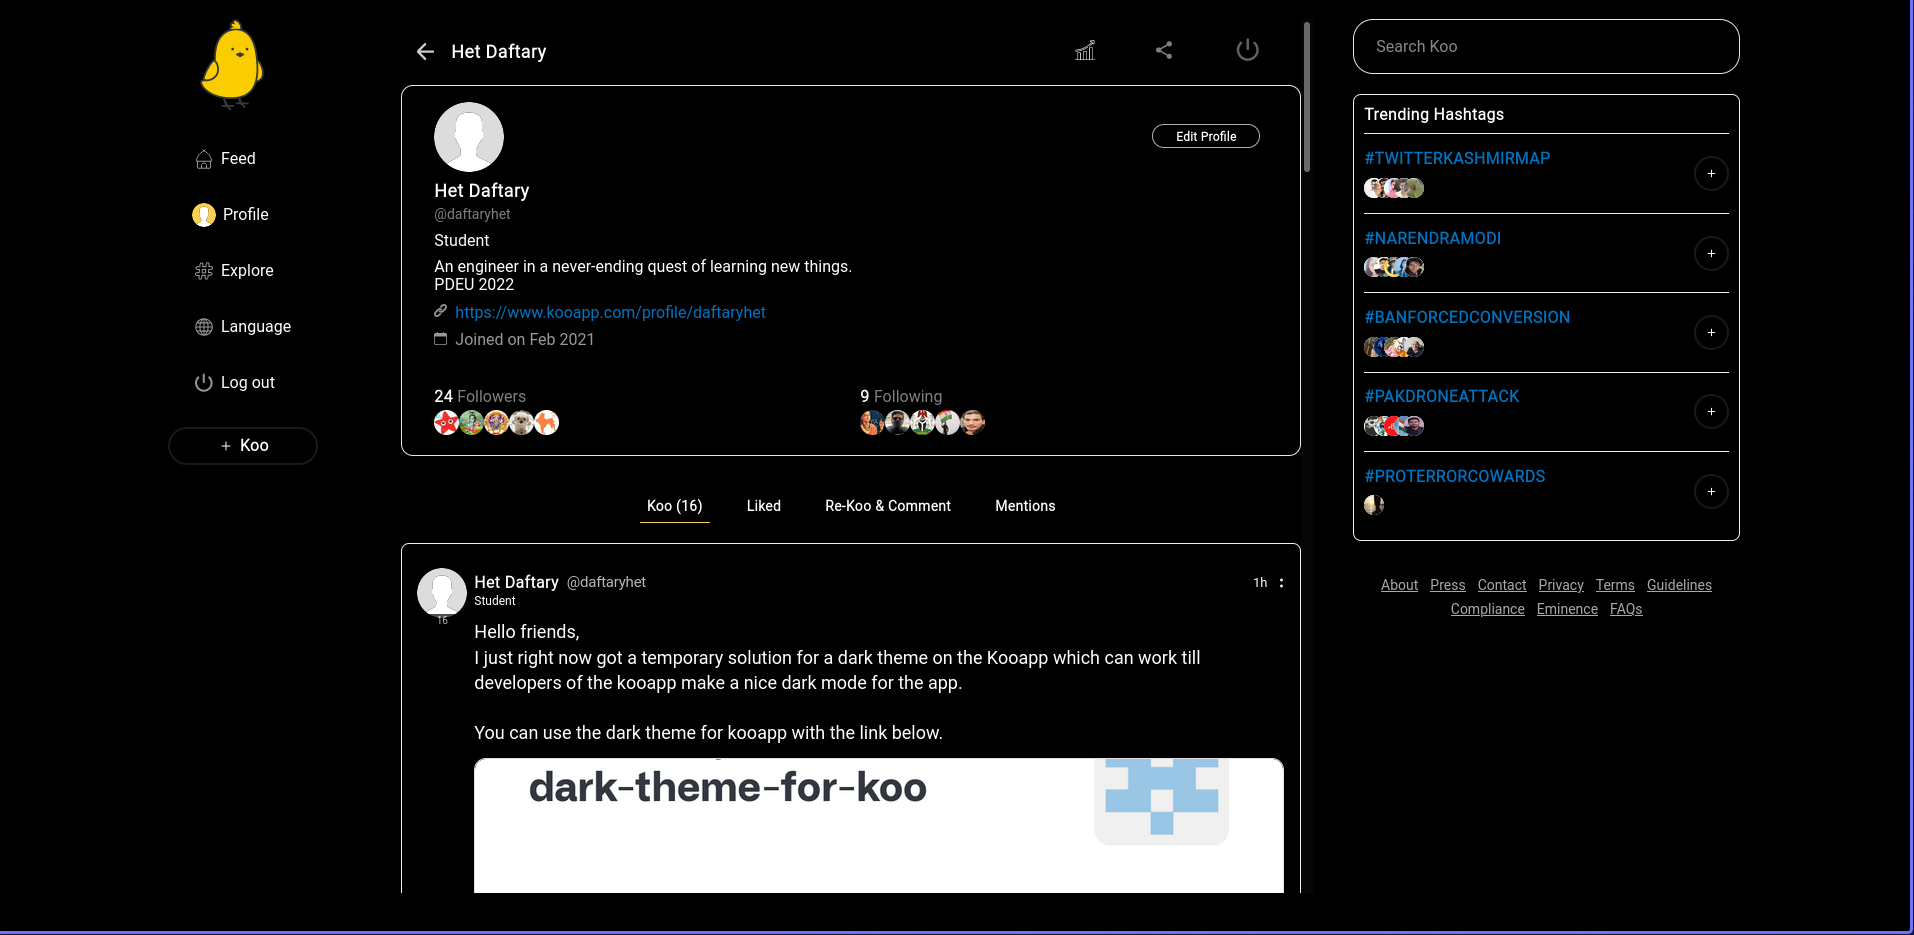 Feed
Profile
Explore
Language
Log out
+ Koo
Het Daftary
Edit Profile
Het Daftary
@daftaryhet
Student
An engineer in a never-ending quest of learning new things.
PDEU 2022
https://www.kooapp.com/profile/daftaryhet
Joined on Feb 2021
24 Followers
9 Following
Koo (16) Liked Re-Koo & Comment Mentions
Het Daftary @daftaryhet 1h
Student
16
Hello friends,
I just right now got a temporary solution for a dark theme on the Kooapp which can work till
developers of the kooapp make a nice dark mode for the app.
You can use the dark theme for kooapp with the link below.
dark-theme-for-koo
Search Koo
Trending Hashtags
#TWITTERKASHMIRMAP
+
#NARENDRAMODI
+
#BANFORCEDCONVERSION
+
#PAKDRONEATTACK
+
#PROTERRORCOWARDS
+
About Press Contact Privacy Terms Guidelines
Compliance Eminence FAQs